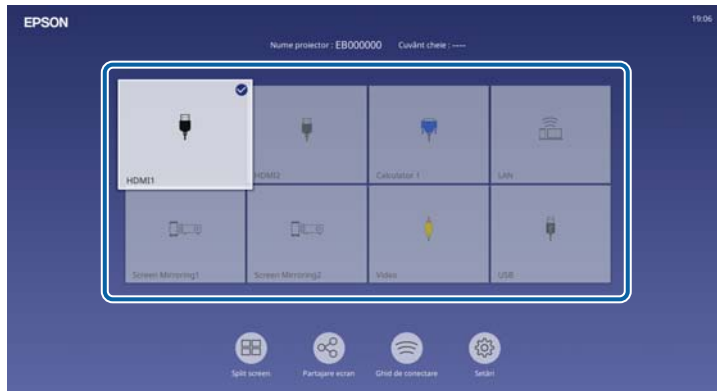 EPSON
19:06
Nume proiector : EB000000 Cuvânt cheie : ----
HDMI1
HDMI2
Calculator 1
LAN
Screen Mirroring1
Screen Mirroring2
Video
USB
Split screen
Partajare ecran
Ghid de conectare
Setări